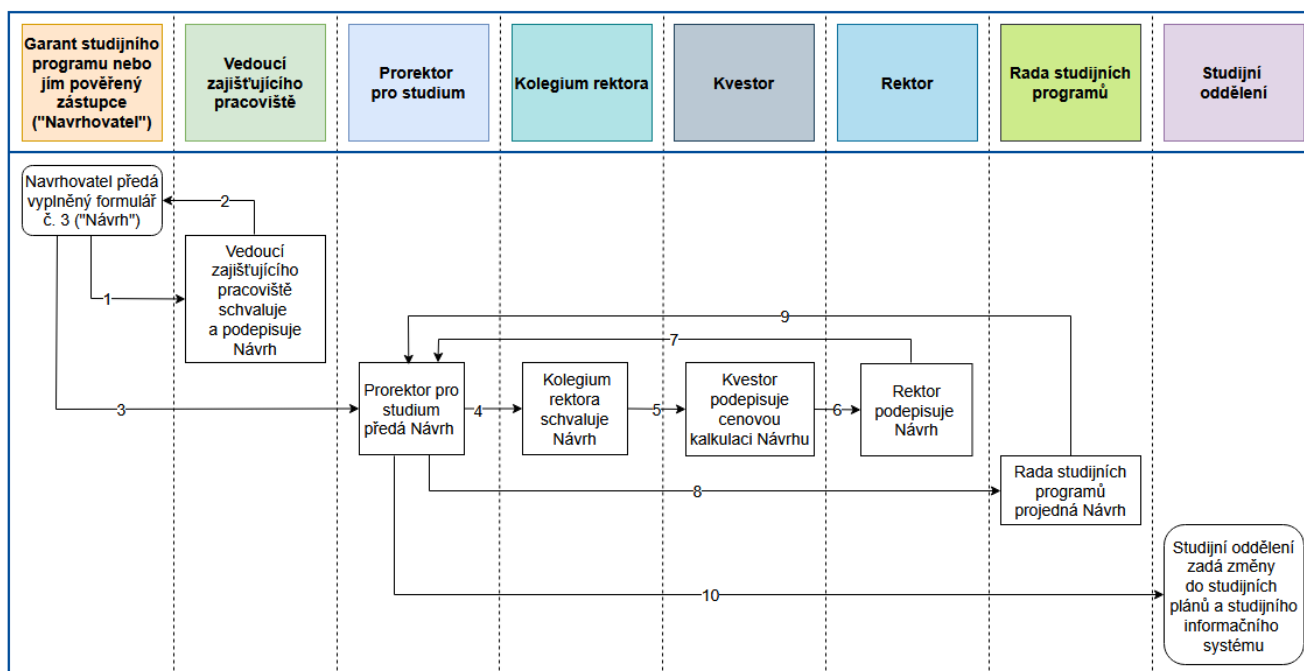 Garant studijního
programu nebo
jím pověřený
zástupce
("Navrhovatel")
Vedoucí
zajišťujícího
pracoviště
Prorektor
pro studium
Kolegium rektora
Kvestor
Rektor
Rada studijních
programů
Studijní
oddělení
Navrhovatel předá
vyplněný formulář
č. 3 ("Návrh")
2
Vedoucí
zajišťujícího
pracoviště
schvaluje
a podepisuje
Návrh
1
9
7
Prorektor pro
studium
předá Návrh
Kolegium
rektora
schvaluje
Návrh
Kvestor
podepisuje
cenovou
kalkulaci Návrhu
Rektor
podepisuje
Návrh
3
4
5
6
Rada studijních
programů
projedná Návrh
8
Studijní oddělení
zadá změny
do studijních
plánů a studijního
informačního
systému
10